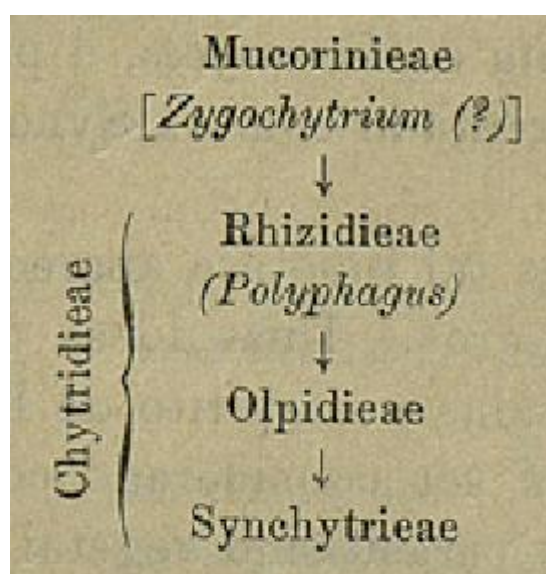 Mucorinieae
[Zygochytrium (?)]
↓
Rhizidieae
(Polyphagus)
↓
Olpidieae
↓
Synchytrieae
Chytridieae